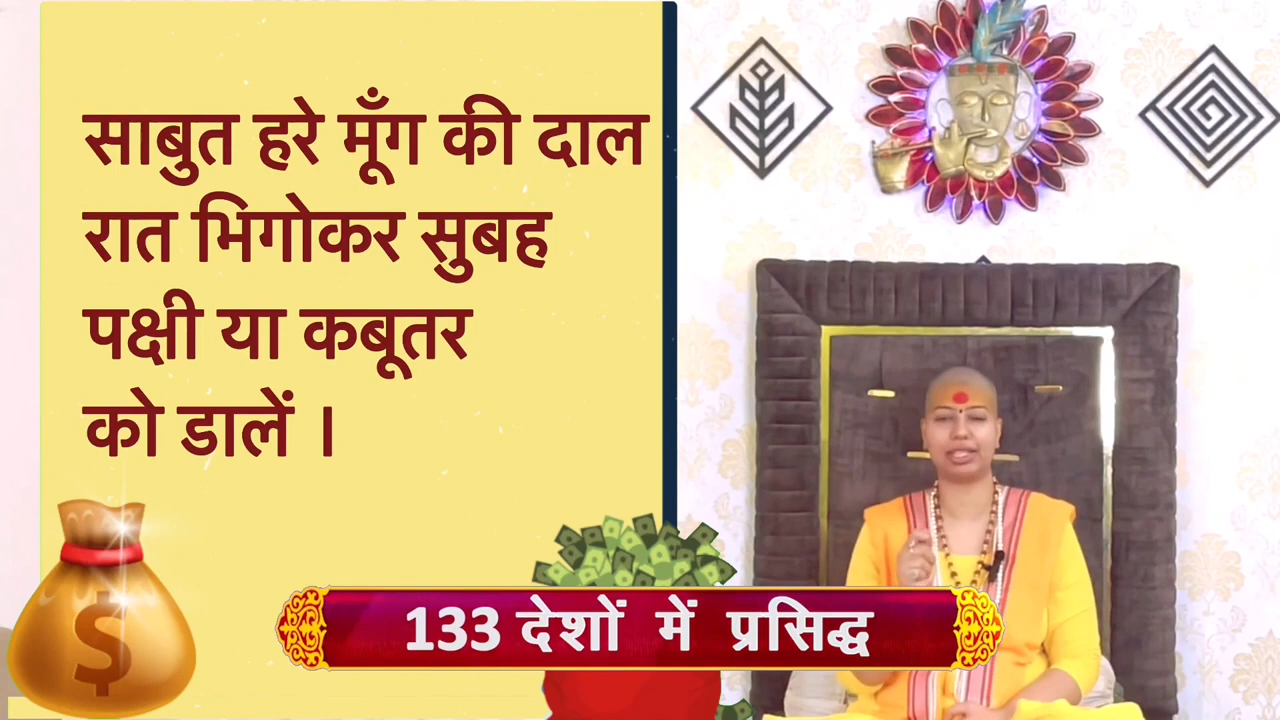 साबुत हरे मूँग की दाल
रात भिगोकर सुबह
पक्षी या कबूतर
को डालें ।
133 देशों में प्रसिद्ध